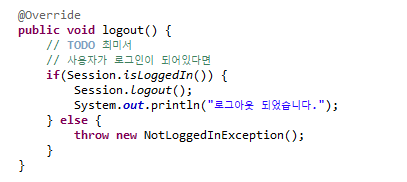 @Override
public void logout() {
// TODO 최미서
// 사용자가 로그인이 되어있다면
if(Session.isLoggedIn()) {
Session.logout();
System.out.println("로그아웃 되었습니다.");
} else {
throw new NotLoggedInException();
}
}